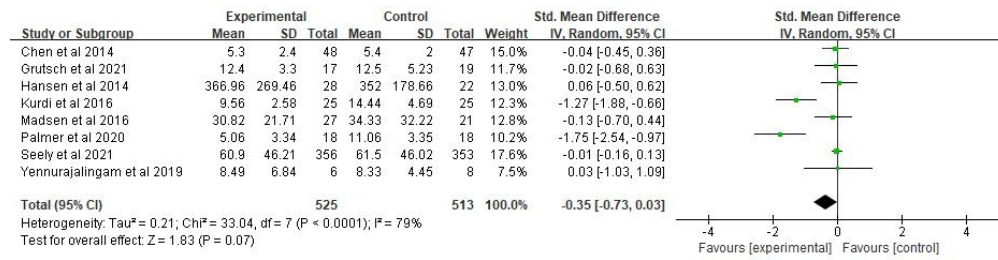 Experimental Control Std. Mean Difference Std. Mean Difference
Study or Subgroup Mean SD Total Mean SD Total Weight IV, Random, 95% CI IV, Random, 95% CI
Chen et al 2014 5.3 2.4 48 5.4 2 47 15.0% -0.04 [-0.45, 0.36]
Grutsch et al 2021 12.4 3.3 17 12.5 5.23 19 11.7% -0.02 [-0.68, 0.63]
Hansen et al 2014 366.96 269.46 28 352 178.66 22 13.0% 0.06 [-0.50, 0.62]
Kurdi et al 2016 9.56 2.58 25 14.44 4.69 25 12.3% -1.27 [-1.88, -0.66]
Madsen et al 2016 30.82 21.71 27 34.33 32.22 21 12.8% -0.13 [-0.70, 0.44]
Palmer et al 2020 5.06 3.34 18 11.06 3.35 18 10.2% -1.75 [-2.54, -0.97]
Seely et al 2021 60.9 46.21 356 61.5 46.02 353 17.6% -0.01 [-0.16, 0.13]
Yennurajalingam et al 2019 8.49 6.84 6 8.33 4.45 8 7.5% 0.03 [-1.03, 1.09]
Total (95% CI) 525 513 100.0% -0.35 [-0.73, 0.03]
Heterogeneity: Tau² = 0.21; Chi² = 33.04, df = 7 (P < 0.0001); I² = 79%
Test for overall effect: Z = 1.83 (P = 0.07)
-4 -2 0 2 4
Favours [experimental] Favours [control]